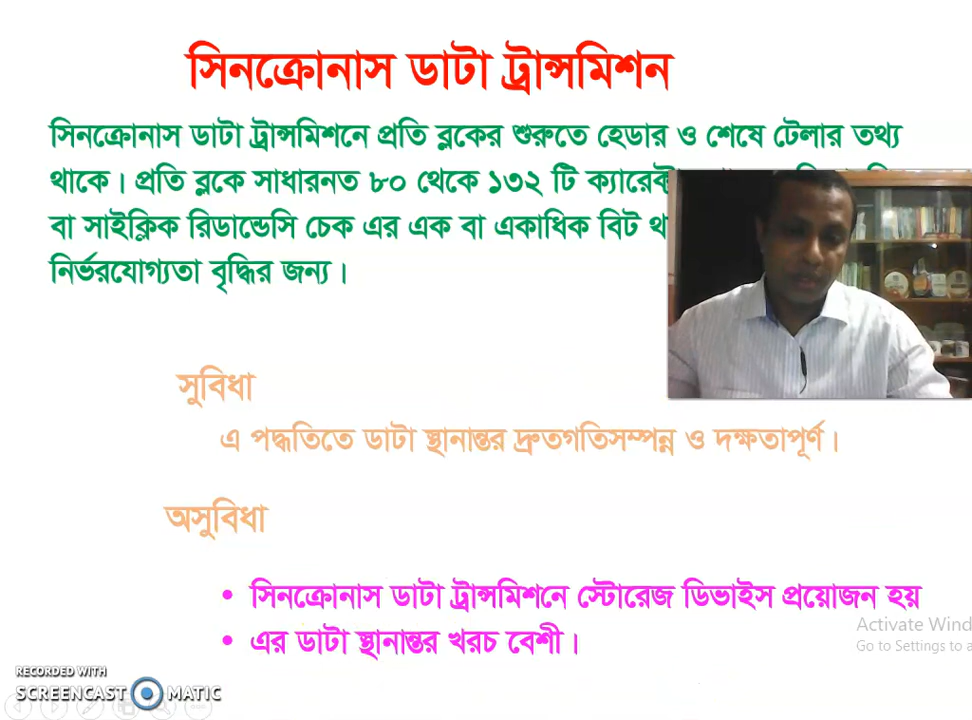 সিনক্রোনাস ডাটা ট্রান্সমিশন
সিনক্রোনাস ডাটা ট্রান্সমিশনে প্রতি ব্লকের শুরুতে হেডার ও শেষে টেলার তথ্য
থাকে। প্রতি ব্লকে সাধারনত ৮০ থেকে ১৩২ টি
বা সাইক্লিক রিডান্ডেসি চেক এর এক বা একাধিক বিট
নির্ভরযোগ্যতা বৃদ্ধির জন্য।
সুবিধা
এ পদ্ধতিতে ডাটা স্থানান্তর দ্রুতগতিসম্পন্ন ও দক্ষতাপূর্ণ।
অসুবিধা
• সিনক্রোনাস ডাটা ট্রান্সমিশনে স্টোরেজ ডিভাইস প্রয়োজন হয়
• এর ডাটা স্থানান্তর খরচ বেশী।
Activate Wind
Go to Settings to a
RECORDED WITH
SCREENCAST MATIC